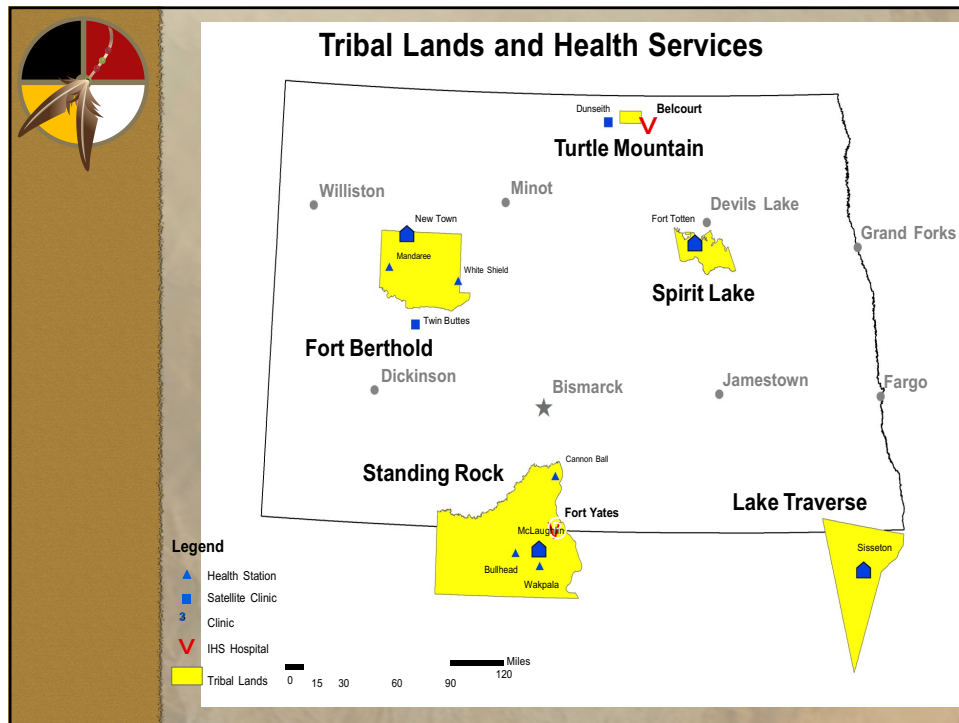 Tribal Lands and Health Services
Dunseith
Belcourt
V
Turtle Mountain
Williston
Minot
Devils Lake
Fort Totten
Grand Forks
New Town
Mandaree
White Shield
Spirit Lake
Twin Buttes
Fort Berthold
Dickinson
Bismarck
Jamestown
Fargo
Cannon Ball
Standing Rock
Lake Traverse
Fort Yates
McLaughlin
Bullhead
Wakpala
Sisseton
Legend
Health Station
Satellite Clinic
3 Clinic
V IHS Hospital
Tribal Lands
Miles
0 15 30 60 90 120